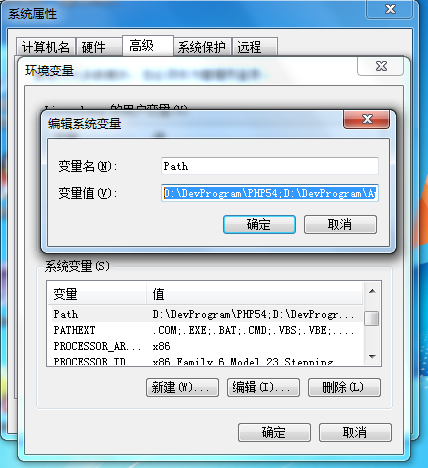 系统属性
计算机名 硬件 高级 系统保护 远程
环境变量
的用户变量(U)
编辑系统变量
变量名(N): Path
变量值(V): D:\DevProgram\PHP54;D:\DevProgram\A
确定 取消
系统变量(S)
变量 值
Path D:\DevProgram\PHP54;D:\DevProgr...
PATHEXT .COM;.EXE;.BAT;.CMD;.VBS;.VBE;....
PROCESSOR_AR... x86
PROCESSOR_ID x86 Family 6 Model 23 Stepping
新建(W)... 编辑(I)... 删除(L)
确定 取消